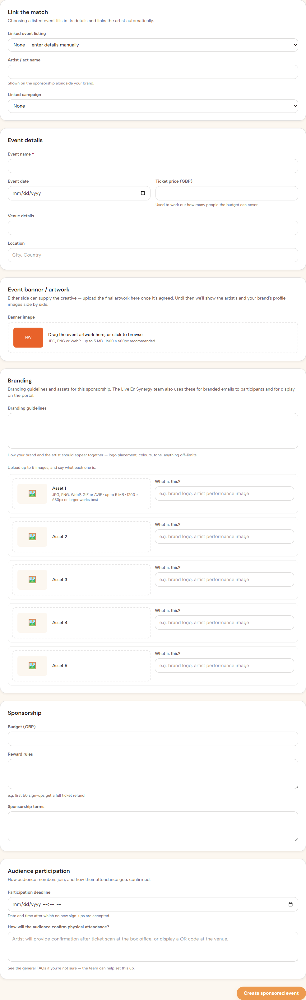 Link the match
Choosing a listed event fills in its details and links the artist automatically.
Linked event listing
None — enter details manually
Artist / act name
Shown on the sponsorship alongside your brand.
Linked campaign
None
Event details
Event name *
Event date
Ticket price (GBP)
mm/dd/yyyy
Used to work out how many people the budget can cover.
Venue details
Location
City, Country
Event banner / artwork
Either side can supply the creative — upload the final artwork here once it's agreed. Until then we'll show the artist's and your brand's profile
images side by side.
Banner image
NW
Drag the event artwork here, or click to browse
JPG, PNG or WebP · up to 5 MB · 1600 × 600px recommended
Branding
Branding guidelines and assets for this sponsorship. The Live·En·Synergy team also uses these for branded emails to participants and for display
on the portal.
Branding guidelines
How your brand and the artist should appear together — logo placement, colours, tone, anything off-limits.
Upload up to 5 images, and say what each one is.
Asset 1
JPG, PNG, WebP, GIF or AVIF · up to 5 MB · 1200 ×
630px or larger works best
What is this?
e.g. brand logo, artist performance image
Asset 2
What is this?
e.g. brand logo, artist performance image
Asset 3
What is this?
e.g. brand logo, artist performance image
Asset 4
What is this?
e.g. brand logo, artist performance image
Asset 5
What is this?
e.g. brand logo, artist performance image
Sponsorship
Budget (GBP)
Reward rules
e.g. first 50 sign-ups get a full ticket refund
Sponsorship terms
Audience participation
How audience members join, and how their attendance gets confirmed.
Participation deadline
mm/dd/yyyy --:-- --
Date and time after which no new sign-ups are accepted.
How will the audience confirm physical attendance?
Artist will provide confirmation after ticket scan at the box office, or display a QR code at the venue.
See the general FAQs if you're not sure — the team can help set this up.
Create sponsored event